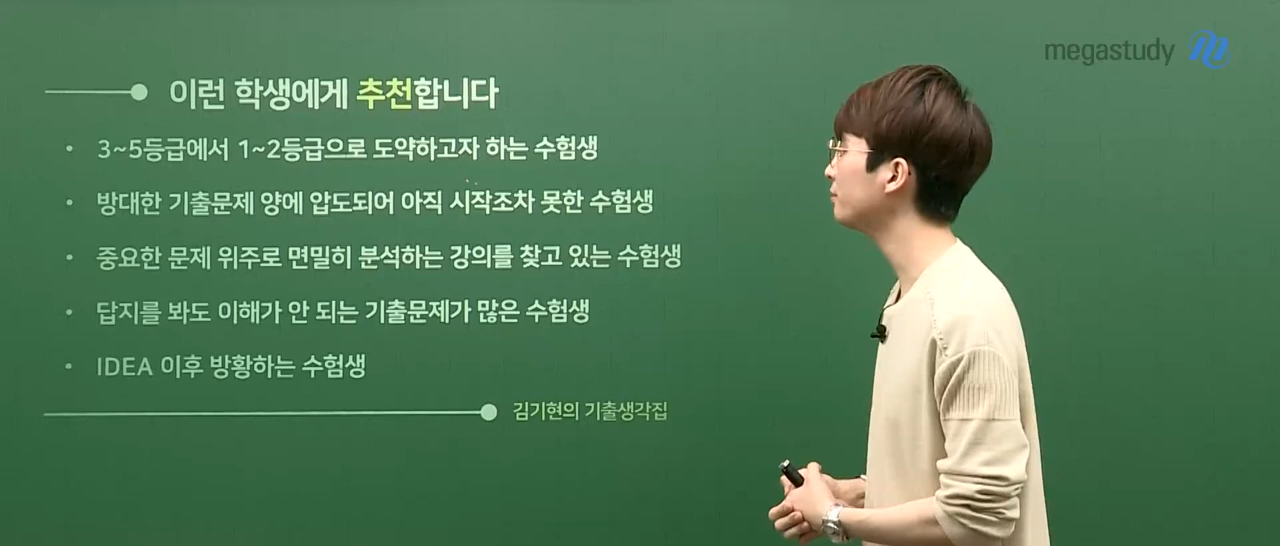 megastudy
이런 학생에게 추천합니다
• 3~5등급에서 1~2등급으로 도약하고자 하는 수험생
• 방대한 기출문제 양에 압도되어 아직 시작조차 못한 수험생
• 중요한 문제 위주로 면밀히 분석하는 강의를 찾고 있는 수험생
• 답지를 봐도 이해가 안 되는 기출문제가 많은 수험생
• IDEA 이후 방황하는 수험생
김기현의 기출생각집